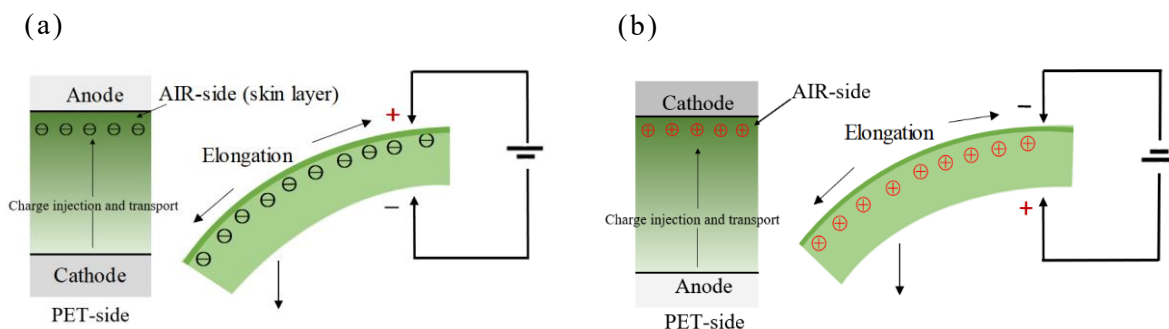 (a)
Anode
AIR-side (skin layer)
⊖ ⊖ ⊖ ⊖ ⊖
Charge injection and transport
Cathode
PET-side
Elongation
+
⊖ ⊖ ⊖ ⊖ ⊖ ⊖ ⊖ ⊖ ⊖ ⊖
−
(b)
Cathode
AIR-side
⊕ ⊕ ⊕ ⊕ ⊕
Charge injection and transport
Anode
PET-side
Elongation
−
⊕ ⊕ ⊕ ⊕ ⊕ ⊕ ⊕ ⊕ ⊕
+